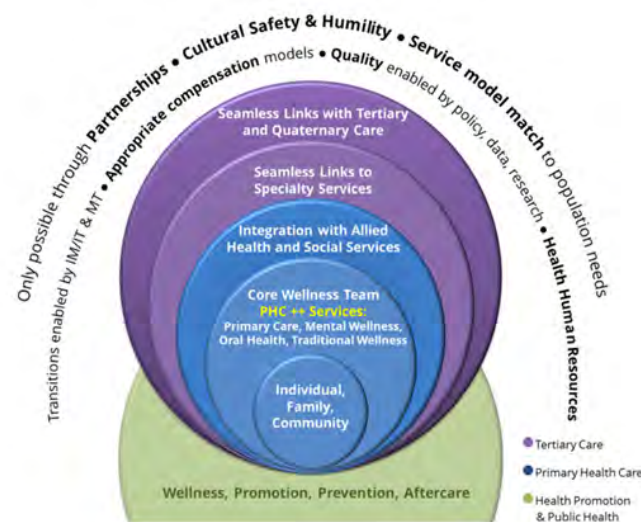 Only possible through Partnerships ● Cultural Safety & Humility ● Service model match to population needs
Transitions enabled by IM/IT & MT ● Appropriate compensation models ● Quality enabled by policy, data, research ● Health Human Resources
Seamless Links with Tertiary
and Quaternary Care
Seamless Links to
Specialty Services
Integration with Allied
Health and Social Services
Core Wellness Team
PHC ++ Services:
Primary Care, Mental Wellness,
Oral Health, Traditional Wellness
Individual,
Family,
Community
Wellness, Promotion, Prevention, Aftercare
Tertiary Care
Primary Health Care
Health Promotion
& Public Health